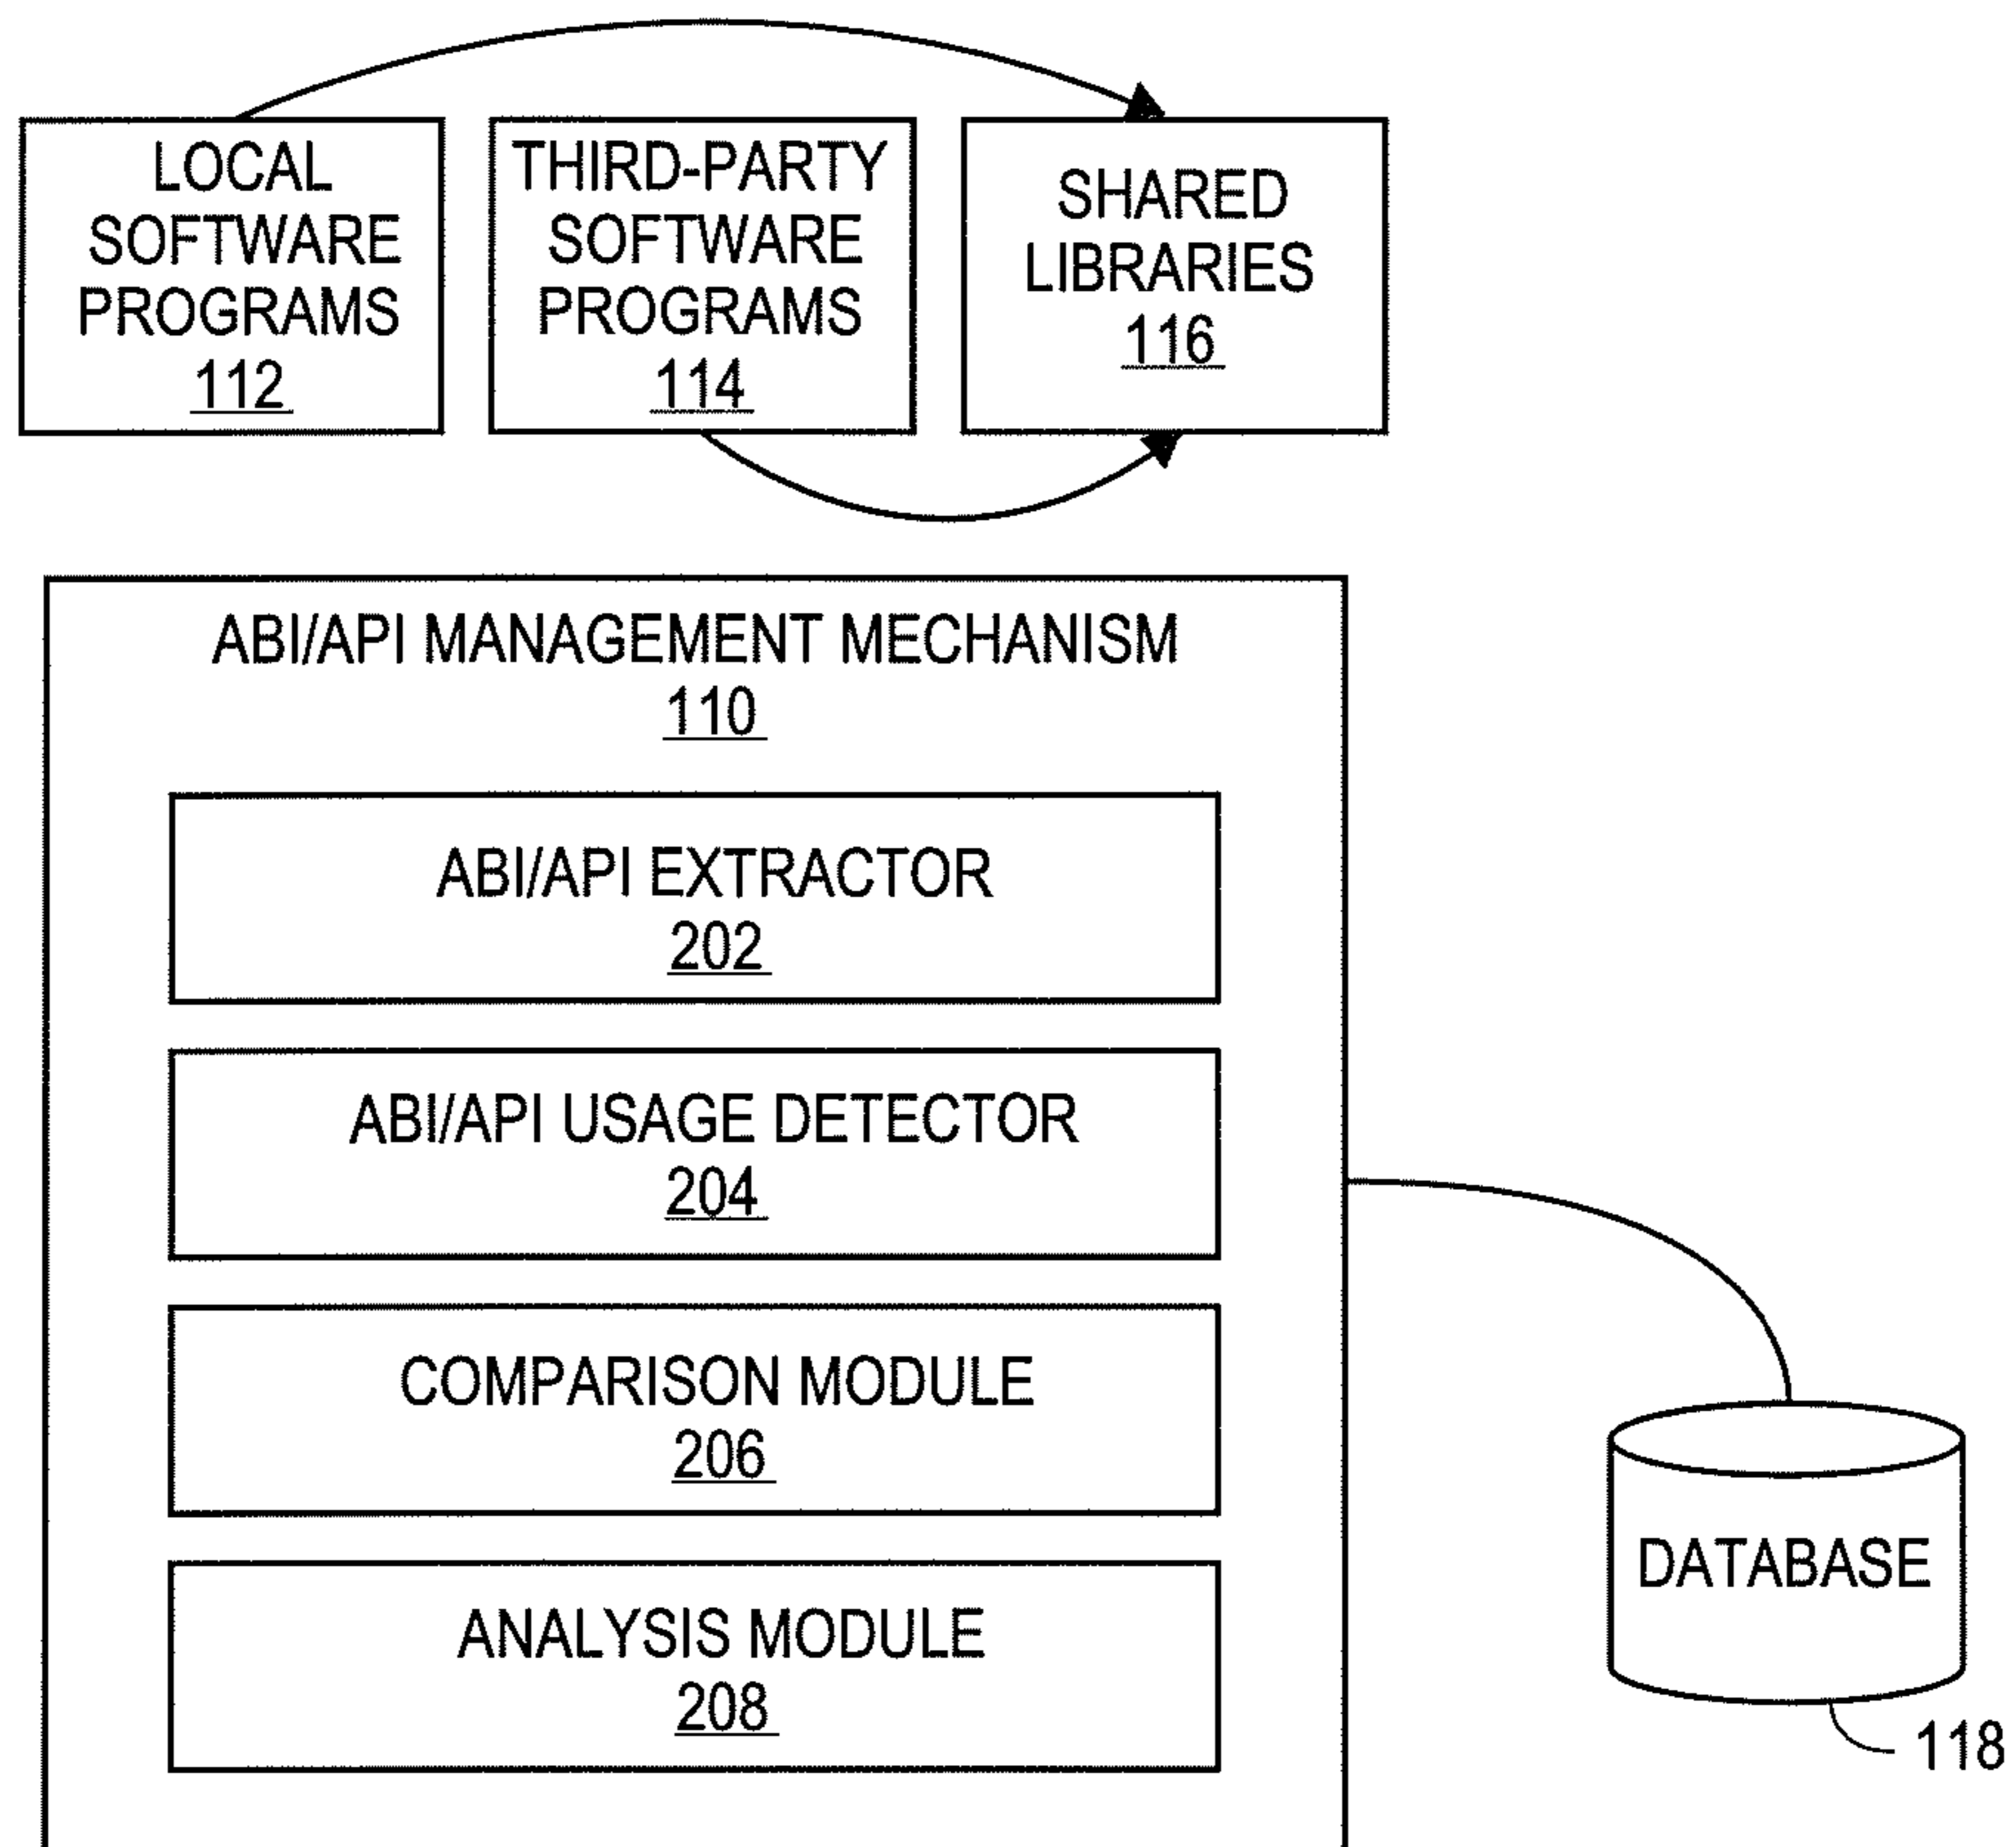 LOCAL
SOFTWARE
PROGRAMS
112
THIRD-PARTY
SOFTWARE
PROGRAMS
114
SHARED
LIBRARIES
116
ABI/API MANAGEMENT MECHANISM
110
ABI/API EXTRACTOR
202
ABI/API USAGE DETECTOR
204
COMPARISON MODULE
206
ANALYSIS MODULE
208
DATABASE
118